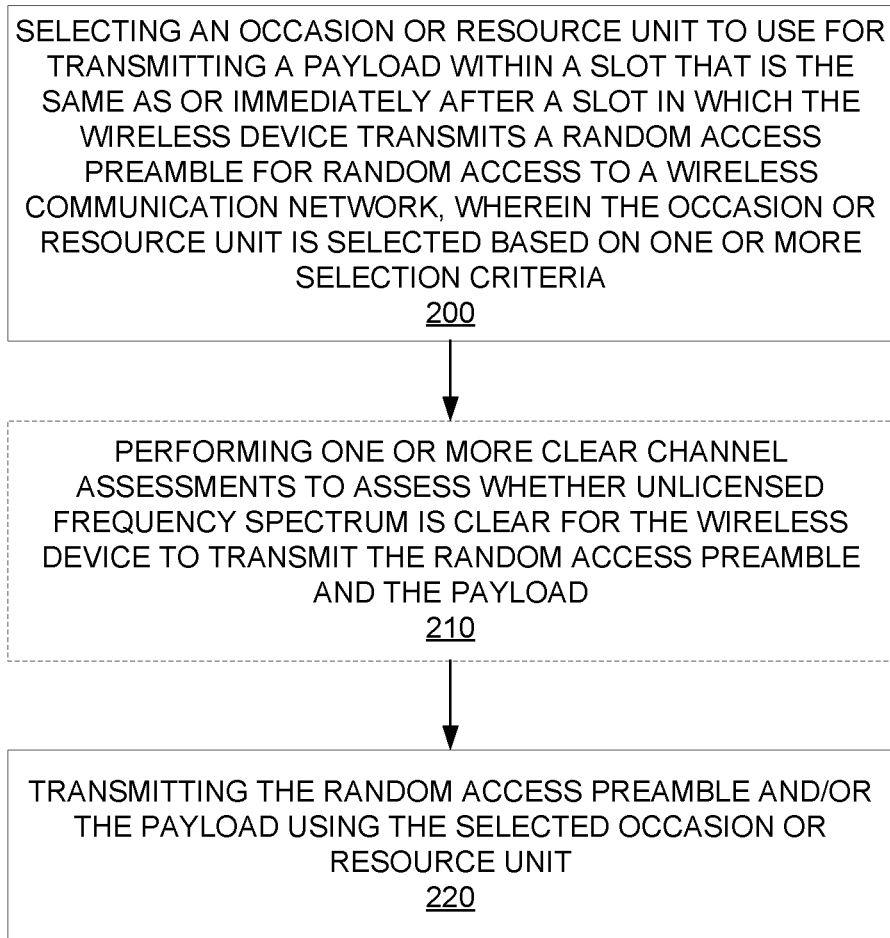 SELECTING AN OCCASION OR RESOURCE UNIT TO USE FOR
TRANSMITTING A PAYLOAD WITHIN A SLOT THAT IS THE
SAME AS OR IMMEDIATELY AFTER A SLOT IN WHICH THE
WIRELESS DEVICE TRANSMITS A RANDOM ACCESS
PREAMBLE FOR RANDOM ACCESS TO A WIRELESS
COMMUNICATION NETWORK, WHEREIN THE OCCASION OR
RESOURCE UNIT IS SELECTED BASED ON ONE OR MORE
SELECTION CRITERIA
200
PERFORMING ONE OR MORE CLEAR CHANNEL
ASSESSMENTS TO ASSESS WHETHER UNLICENSED
FREQUENCY SPECTRUM IS CLEAR FOR THE WIRELESS
DEVICE TO TRANSMIT THE RANDOM ACCESS PREAMBLE
AND THE PAYLOAD
210
TRANSMITTING THE RANDOM ACCESS PREAMBLE AND/OR
THE PAYLOAD USING THE SELECTED OCCASION OR
RESOURCE UNIT
220